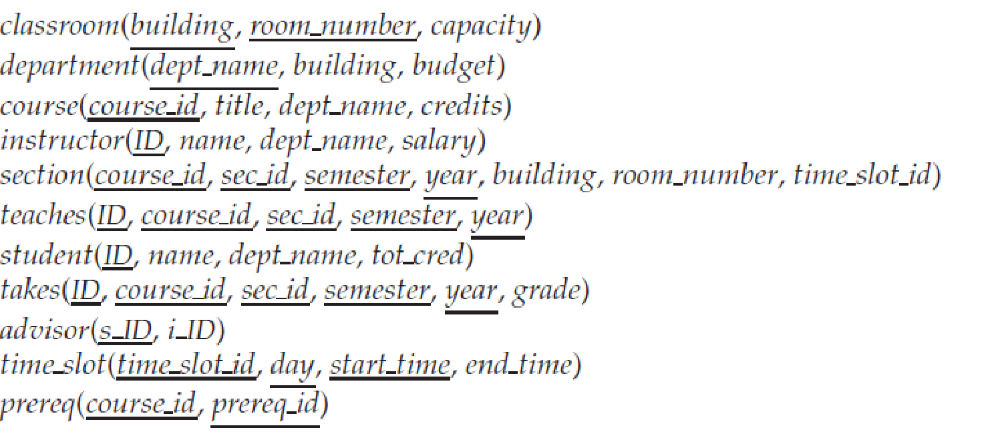 classroom(building, room_number, capacity)
department(dept_name, building, budget)
course(course_id, title, dept_name, credits)
instructor(ID, name, dept_name, salary)
section(course_id, sec_id, semester, year, building, room_number, time_slot_id)
teaches(ID, course_id, sec_id, semester, year)
student(ID, name, dept_name, tot_cred)
takes(ID, course_id, sec_id, semester, year, grade)
advisor(s_ID, i_ID)
time_slot(time_slot_id, day, start_time, end_time)
prereq(course_id, prereq_id)